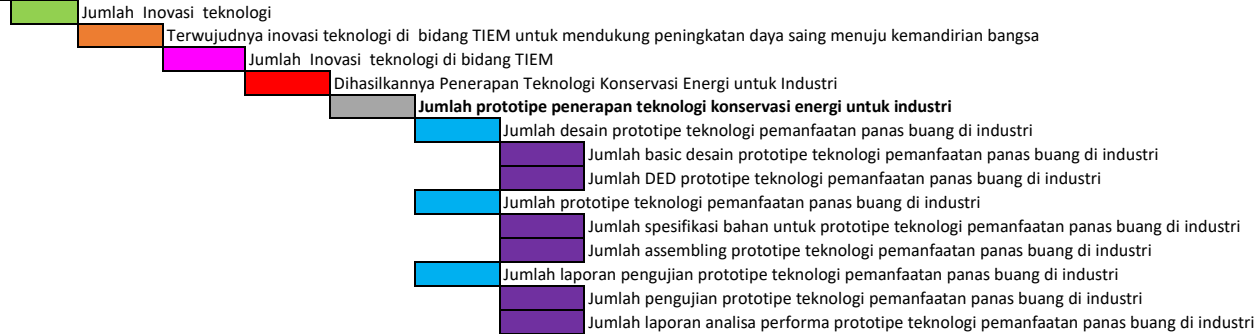 Jumlah Inovasi teknologi
Terwujudnya inovasi teknologi di bidang TIEM untuk mendukung peningkatan daya saing menuju kemandirian bangsa
Jumlah Inovasi teknologi di bidang TIEM
Dihasilkannya Penerapan Teknologi Konservasi Energi untuk Industri
Jumlah prototipe penerapan teknologi konservasi energi untuk industri
Jumlah desain prototipe teknologi pemanfaatan panas buang di industri
Jumlah basic desain prototipe teknologi pemanfaatan panas buang di industri
Jumlah DED prototipe teknologi pemanfaatan panas buang di industri
Jumlah prototipe teknologi pemanfaatan panas buang di industri
Jumlah spesifikasi bahan untuk prototipe teknologi pemanfaatan panas buang di industri
Jumlah assembling prototipe teknologi pemanfaatan panas buang di industri
Jumlah laporan pengujian prototipe teknologi pemanfaatan panas buang di industri
Jumlah pengujian prototipe teknologi pemanfaatan panas buang di industri
Jumlah laporan analisa performa prototipe teknologi pemanfaatan panas buang di industri